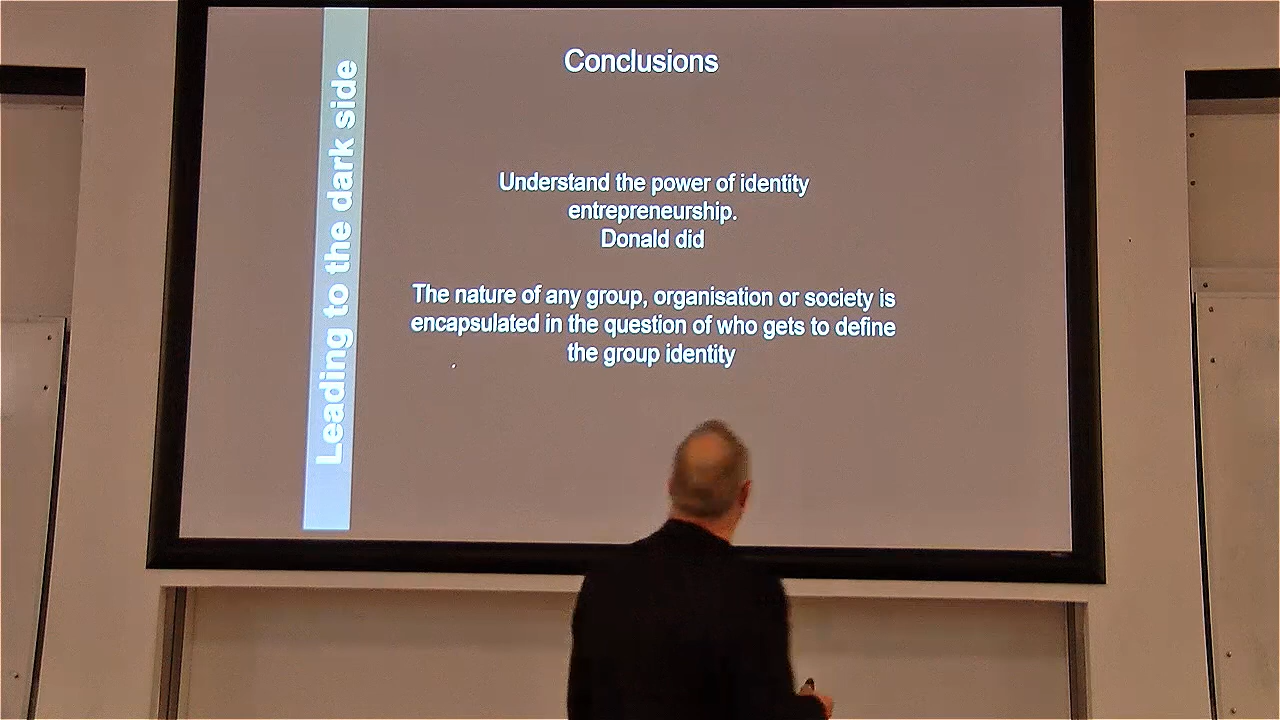 Leading to the dark side
Conclusions
Understand the power of identity
entrepreneurship.
Donald did
The nature of any group, organisation or society is
encapsulated in the question of who gets to define
the group identity